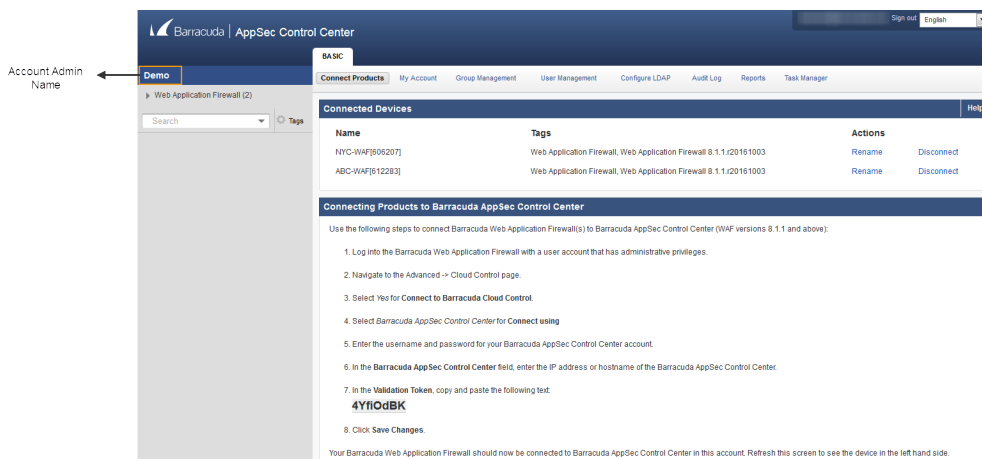 Barracuda | AppSec Control Center
Sign out English
BASIC
Account Admin
Name
Demo
Connect Products My Account Group Management User Management Configure LDAP Audit Log Reports Task Manager
Web Application Firewall (2)
Search Tags
Connected Devices Help
Name Tags Actions
NYC-WAF[606207] Web Application Firewall, Web Application Firewall 8.1.1.r20161003 Rename Disconnect
ABC-WAF[612283] Web Application Firewall, Web Application Firewall 8.1.1.r20161003 Rename Disconnect
Connecting Products to Barracuda AppSec Control Center
Use the following steps to connect Barracuda Web Application Firewall(s) to Barracuda AppSec Control Center (WAF versions 8.1.1 and above):
1. Log into the Barracuda Web Application Firewall with a user account that has administrative privileges.
2. Navigate to the Advanced -> Cloud Control page.
3. Select Yes for Connect to Barracuda Cloud Control.
4. Select Barracuda AppSec Control Center for Connect using
5. Enter the username and password for your Barracuda AppSec Control Center account.
6. In the Barracuda AppSec Control Center field, enter the IP address or hostname of the Barracuda AppSec Control Center.
7. In the Validation Token, copy and paste the following text:
4YfiOdBK
8. Click Save Changes.
Your Barracuda Web Application Firewall should now be connected to Barracuda AppSec Control Center in this account. Refresh this screen to see the device in the left hand side.